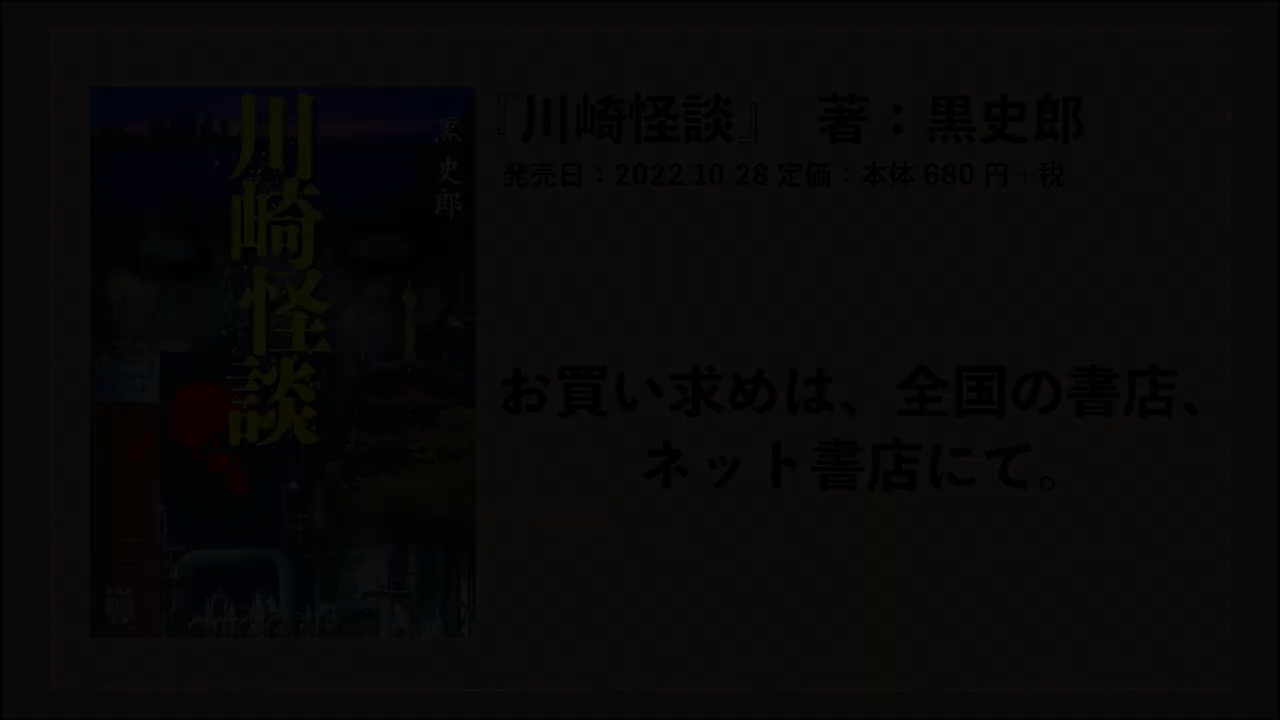 川崎怪談
黒史郎
『川崎怪談』 著：黒史郎
発売日：2022/10/28 定価：本体 680 円＋税
お買い求めは、全国の書店、
ネット書店にて。